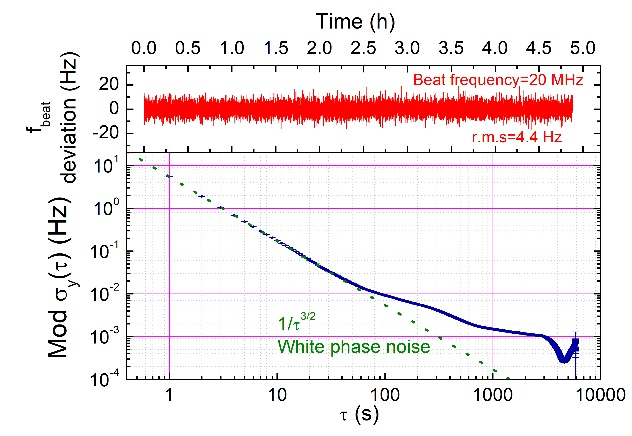 Time (h)
0.0 0.5 1.0 1.5 2.0 2.5 3.0 3.5 4.0 4.5 5.0
f_beat deviation (Hz)
20
0
-20
Beat frequency=20 MHz
r.m.s=4.4 Hz
Mod σ_y(τ) (Hz)
10^1
10^0
10^-1
10^-2
10^-3
10^-4
1/τ^3/2
White phase noise
1 10 100 1000 10000
τ (s)